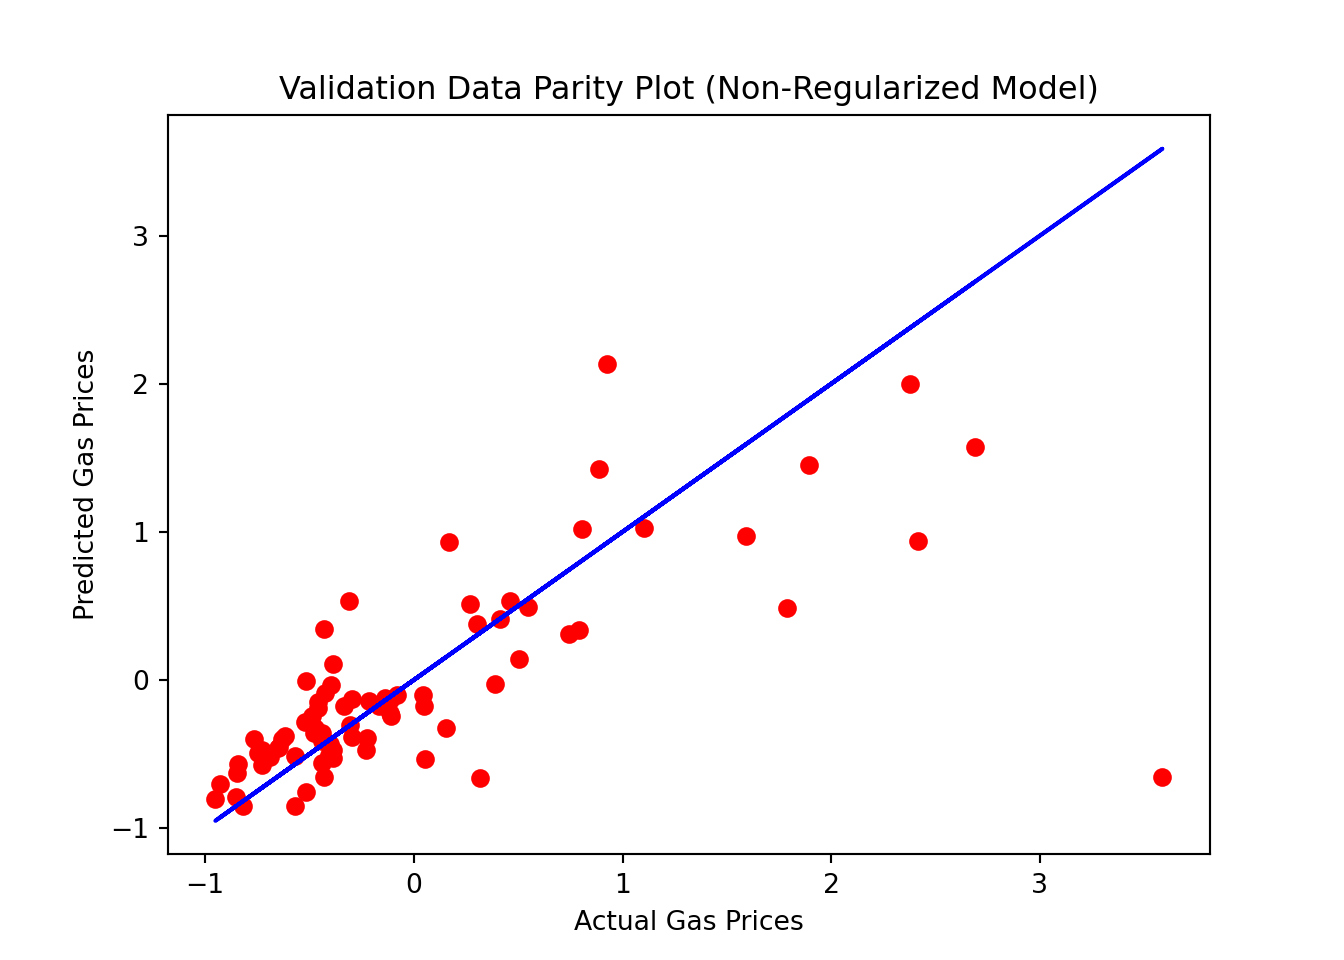 Validation Data Parity Plot (Non-Regularized Model)
3
2
1
0
−1
Predicted Gas Prices
−1 0 1 2 3
Actual Gas Prices